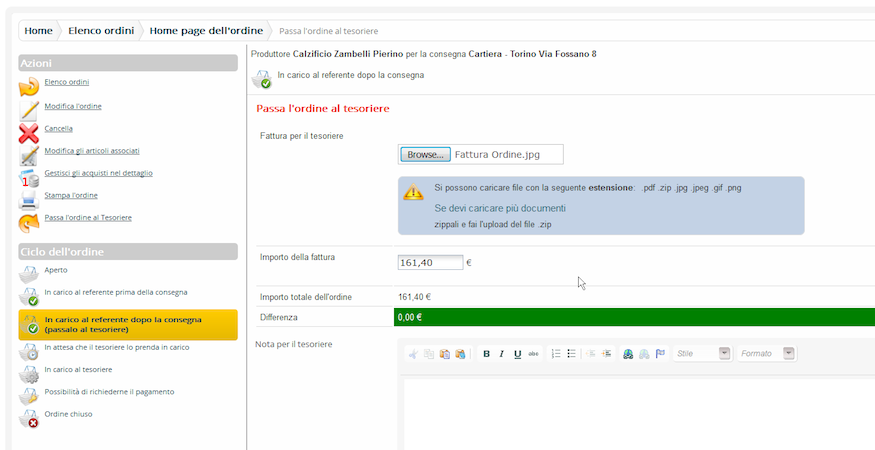 Home Elenco ordini Home page dell'ordine Passa l'ordine al tesoriere
Azioni
Elenco ordini
Modifica l'ordine
Cancella
Modifica gli articoli associati
Gestisci gli acquisti nel dettaglio
Stampa l'ordine
Passa l'ordine al Tesoriere
Ciclo dell'ordine
Aperto
In carico al referente prima della consegna
In carico al referente dopo la consegna
(passalo al tesoriere)
In attesa che il tesoriere lo prenda in carico
In carico al tesoriere
Possibilità di richiederne il pagamento
Ordine chiuso
Produttore Calzificio Zambelli Pierino per la consegna Cartiera - Torino Via Fossano 8
In carico al referente dopo la consegna
Passa l'ordine al tesoriere
Fattura per il tesoriere
Browse... Fattura Ordine.jpg
Si possono caricare file con la seguente estensione: .pdf .zip .jpg .jpeg .gif .png
Se devi caricare più documenti
zippali e fai l'upload del file .zip
Importo della fattura 161,40 €
Importo totale dell'ordine 161,40 €
Differenza 0,00 €
Nota per il tesoriere
B I U abc Stile Formato